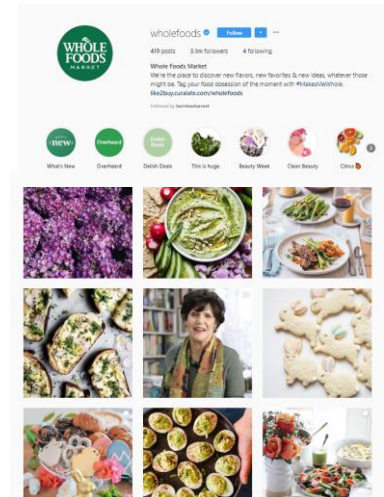 WHOLE
FOODS
MARKET
wholefoods Follow
419 posts 3.1m followers 4 following
Whole Foods Market
We're the place to discover new flavors, new favorites & new ideas, whatever those
might be. Tag your food obsession of the moment with #MakesMeWhole.
like2buy.curalate.com/wholefoods
Followed by
new
Overheard
Delish
Deals
What's New Overheard Delish Deals This is huge. Beauty Week Clean Beauty Citrus